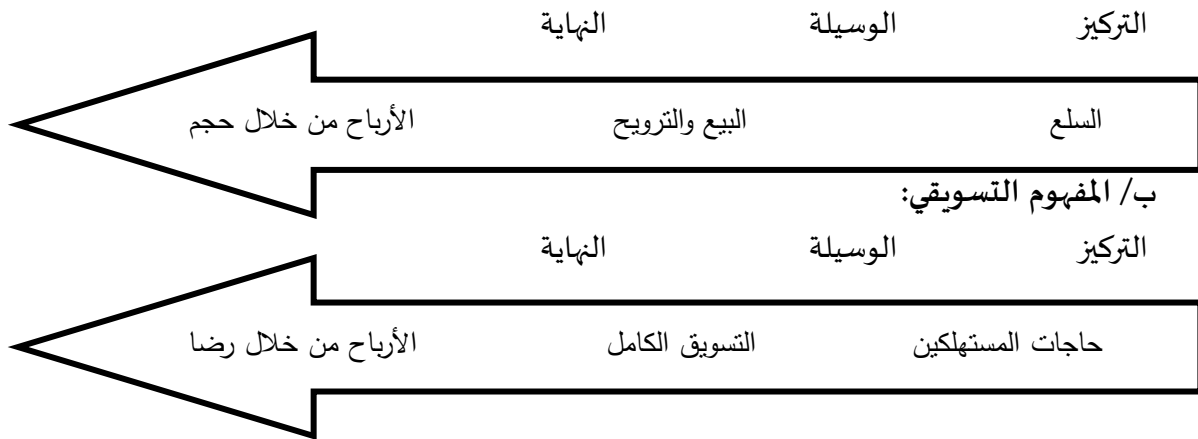 التركيز الوسيلة النهاية
السلع البيع والترويح الأرباح من خلال حجم
ب/ المفهوم التسويقي:
التركيز الوسيلة النهاية
حاجات المستهلكين التسويق الكامل الأرباح من خلال رضا